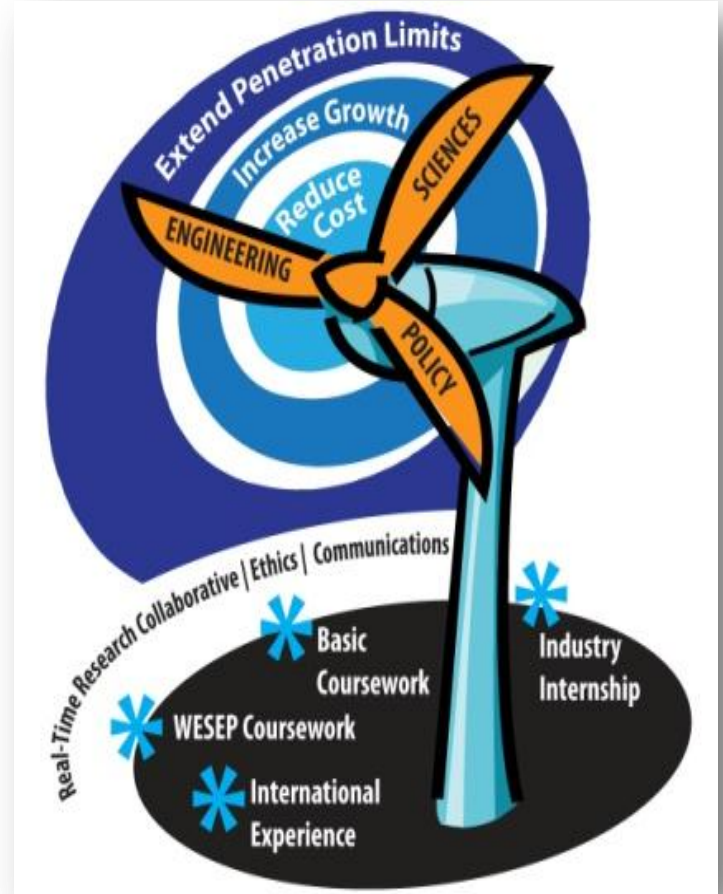 Extend Penetration Limits
Increase Growth
Reduce
Cost
SCIENCES
ENGINEERING
POLICY
Real-Time Research Collaborative | Ethics | Communications
Basic
Coursework
Industry
Internship
WESEP Coursework
International
Experience